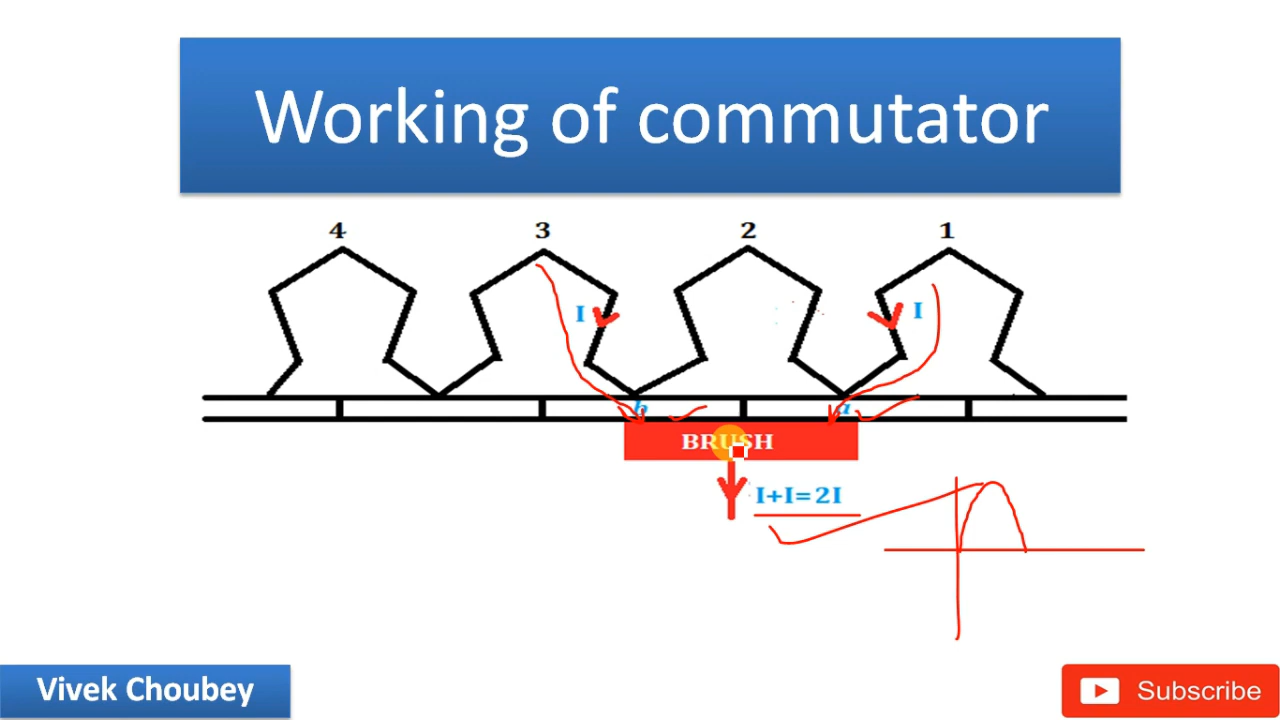 Working of commutator
4 3 2 1
I I
b a
BRUSH
I+I=2I
Vivek Choubey
Subscribe